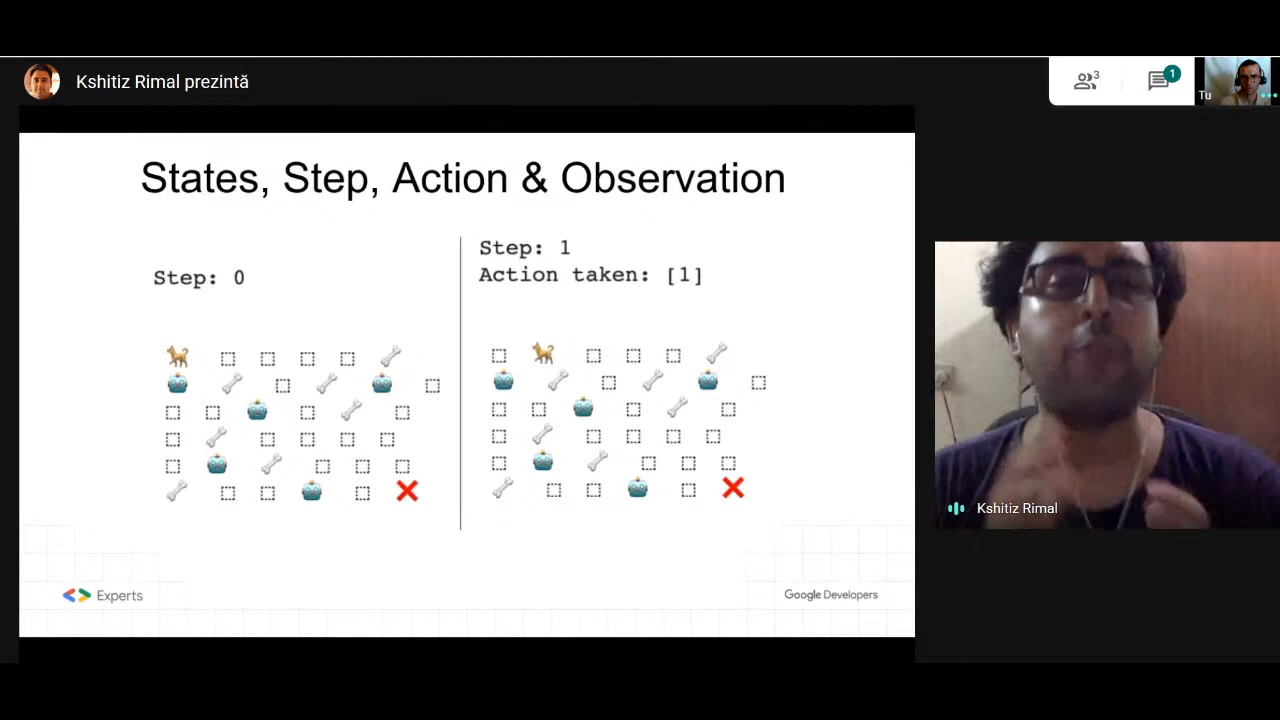 Kshitiz Rimal prezintă
3
1
Tu
States, Step, Action & Observation
Step: 0
Step: 1
Action taken: [1]
Kshitiz Rimal
Experts
Google Developers